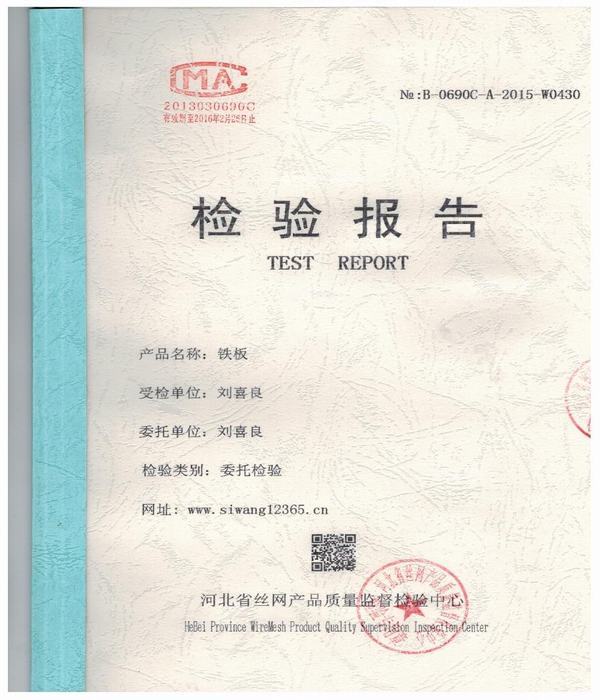 MA
2013030690C
有效期至2016年2月28日止
№:B-0690C-A-2015-W0430
检验报告
TEST REPORT
产品名称: 铁板
受检单位: 刘喜良
委托单位: 刘喜良
检验类别: 委托检验
网址: www.siwang12365.cn
河北省丝网产品质量监督检验中心
HeBei Province WireMesh Product Quality Supervision Inspection Center